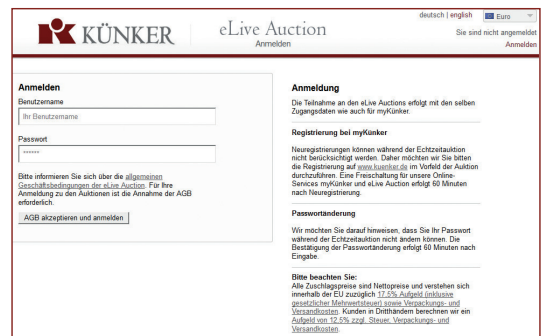 deutsch | english
Euro
KÜNKER
eLive Auction
Anmelden
Sie sind nicht angemeldet
Anmelden
Anmelden
Benutzername
Ihr Benutzername
Passwort
••••••
Bitte informieren Sie sich über die allgemeinen
Geschäftsbedingungen der eLive Auction. Für Ihre
Anmeldung zu den Auktionen ist die Annahme der AGB
erforderlich.
AGB akzeptieren und anmelden
Anmeldung
Die Teilnahme an den eLive Auctions erfolgt mit den selben
Zugangsdaten wie auch für myKünker.
Registrierung bei myKünker
Neuregistrierungen können während der Echtzeitauktion
nicht berücksichtigt werden. Daher möchten wir Sie bitten
die Registrierung auf www.kuenker.de im Vorfeld der Auktion
durchzuführen. Eine Freischaltung für unsere Online-
Services myKünker und eLive Auction erfolgt 60 Minuten
nach Neuregistrierung.
Passwortänderung
Wir möchten Sie darauf hinweisen, dass Sie Ihr Passwort
während der Echtzeitauktion nicht ändern können. Die
Bestätigung der Passwortänderung erfolgt 60 Minuten nach
Eingabe.
Bitte beachten Sie:
Alle Zuschlagspreise sind Nettopreise und verstehen sich
innerhalb der EU zuzüglich 17,5% Aufgeld (inklusive
gesetzlicher Mehrwertsteuer) sowie Verpackungs- und
Versandkosten. Kunden in Drittländern berechnen wir ein
Aufgeld von 12,5% zzgl. Steuer, Verpackungs- und
Versandkosten.